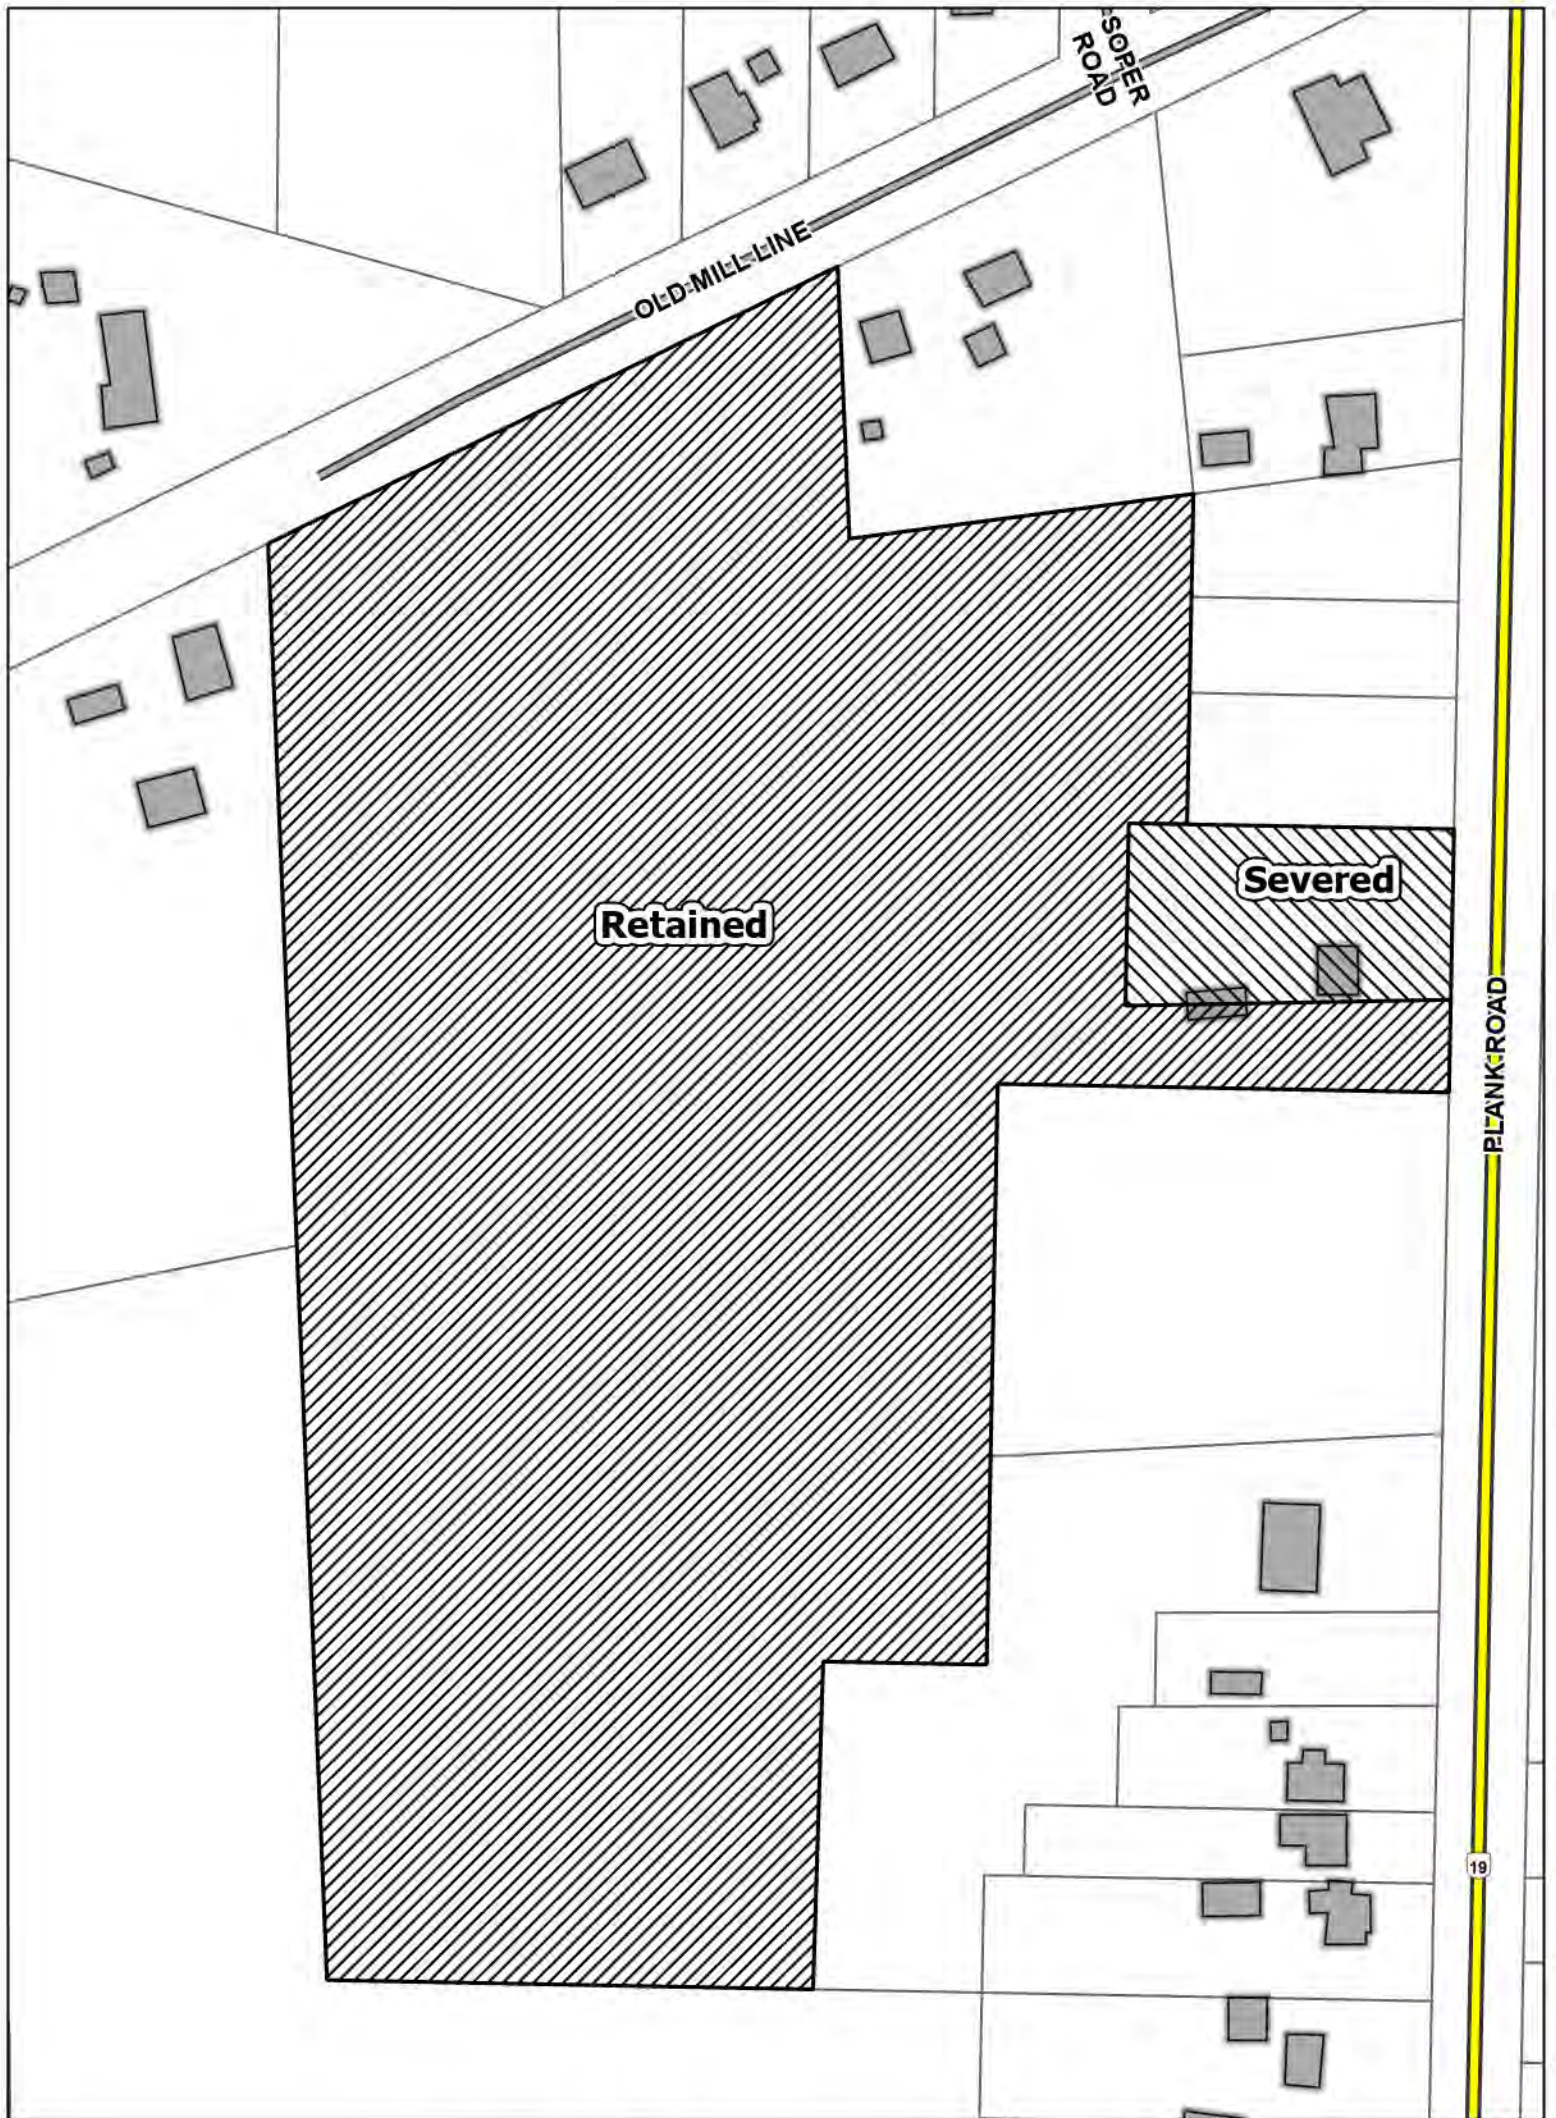 SOPER
ROAD
OLD MILL LINE
Severed
Retained
PLANK ROAD
19